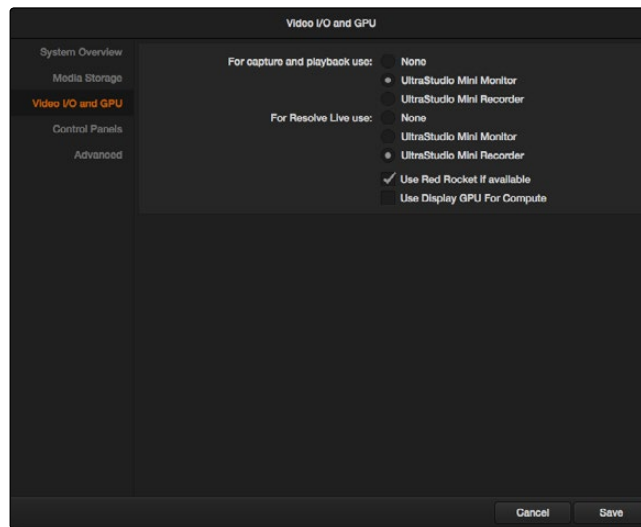 Video I/O and GPU
System Overview
Media Storage
Video I/O and GPU
Control Panels
Advanced
For capture and playback use:
None
UltraStudio Mini Monitor
UltraStudio Mini Recorder
For Resolve Live use:
None
UltraStudio Mini Monitor
UltraStudio Mini Recorder
Use Red Rocket if available
Use Display GPU For Compute
Cancel
Save